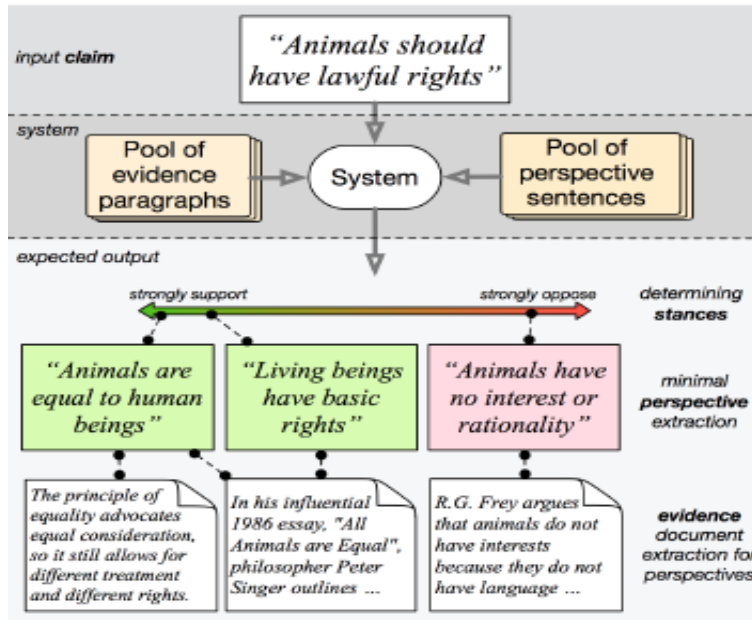 input claim
"Animals should
have lawful rights"
system
Pool of
evidence
paragraphs
System
Pool of
perspective
sentences
expected output
strongly support
strongly oppose
determining
stances
"Animals are
equal to human
beings"
"Living beings
have basic
rights"
"Animals have
no interest or
rationality"
minimal
perspective
extraction
The principle of
equality advocates
equal consideration,
so it still allows for
different treatment
and different rights.
In his influential
1986 essay, "All
Animals are Equal",
philosopher Peter
Singer outlines ...
R.G. Frey argues
that animals do not
have interests
because they do not
have language ...
evidence
document
extraction for
perspectives